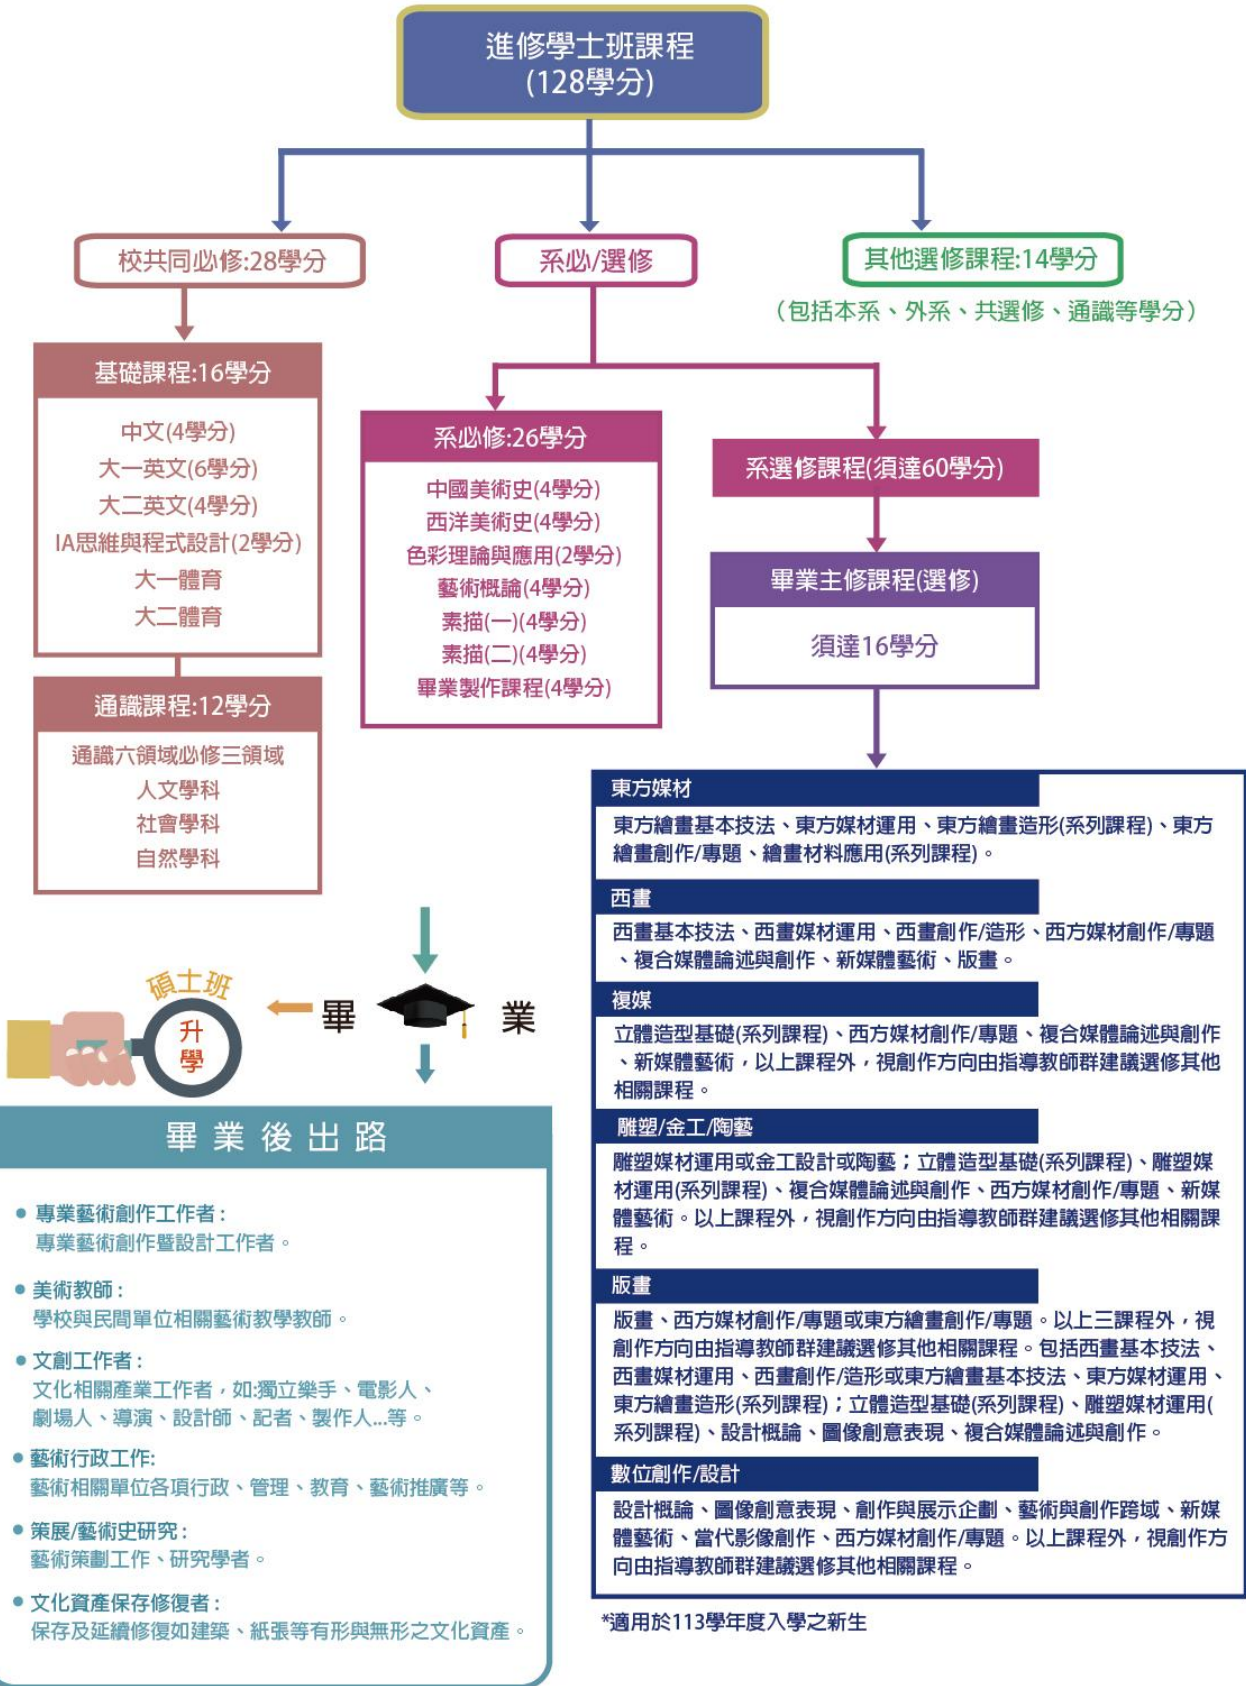 進修學士班課程
(128學分)
校共同必修:28學分
系必/選修
其他選修課程:14學分
(包括本系、外系、共選修、通識等學分)
基礎課程:16學分
中文(4學分)
大一英文(6學分)
大二英文(4學分)
IA思維與程式設計(2學分)
大一體育
大二體育
通識課程:12學分
通識六領域必修三領域
人文學科
社會學科
自然學科
系必修:26學分
中國美術史(4學分)
西洋美術史(4學分)
色彩理論與應用(2學分)
藝術概論(4學分)
素描(一)(4學分)
素描(二)(4學分)
畢業製作課程(4學分)
系選修課程(須達60學分)
畢業主修課程(選修)
須達16學分
東方媒材
東方繪畫基本技法、東方媒材運用、東方繪畫造形(系列課程)、東方
繪畫創作/專題、繪畫材料應用(系列課程)。
西畫
西畫基本技法、西畫媒材運用、西畫創作/造形、西方媒材創作/專題
、複合媒體論述與創作、新媒體藝術、版畫。
複媒
立體造型基礎(系列課程)、西方媒材創作/專題、複合媒體論述與創作
、新媒體藝術，以上課程外，視創作方向由指導教師群建議選修其他
相關課程。
雕塑/金工/陶藝
雕塑媒材運用或金工設計或陶藝；立體造型基礎(系列課程)、雕塑媒
材運用(系列課程)、複合媒體論述與創作、西方媒材創作/專題、新媒
體藝術。以上課程外，視創作方向由指導教師群建議選修其他相關課
程。
版畫
版畫、西方媒材創作/專題或東方繪畫創作/專題。以上三課程外，視
創作方向由指導教師群建議選修其他相關課程。包括西畫基本技法、
西畫媒材運用、西畫創作/造形或東方繪畫基本技法、東方媒材運用、
東方繪畫造形(系列課程)；立體造型基礎(系列課程)、雕塑媒材運用(
系列課程)、設計概論、圖像創意表現、複合媒體論述與創作。
數位創作/設計
設計概論、圖像創意表現、創作與展示企劃、藝術與創作跨域、新媒
體藝術、當代影像創作、西方媒材創作/專題。以上課程外，視創作方
向由指導教師群建議選修其他相關課程。
*適用於113學年度入學之新生
畢 業
碩士班
升
學
畢業後出路
● 專業藝術創作工作者：
專業藝術創作暨設計工作者。
● 美術教師：
學校與民間單位相關藝術教學教師。
● 文創工作者：
文化相關產業工作者，如:獨立樂手、電影人、
劇場人、導演、設計師、記者、製作人...等。
● 藝術行政工作:
藝術相關單位各項行政、管理、教育、藝術推廣等。
● 策展/藝術史研究：
藝術策劃工作、研究學者。
● 文化資產保存修復者：
保存及延續修復如建築、紙張等有形與無形之文化資產。